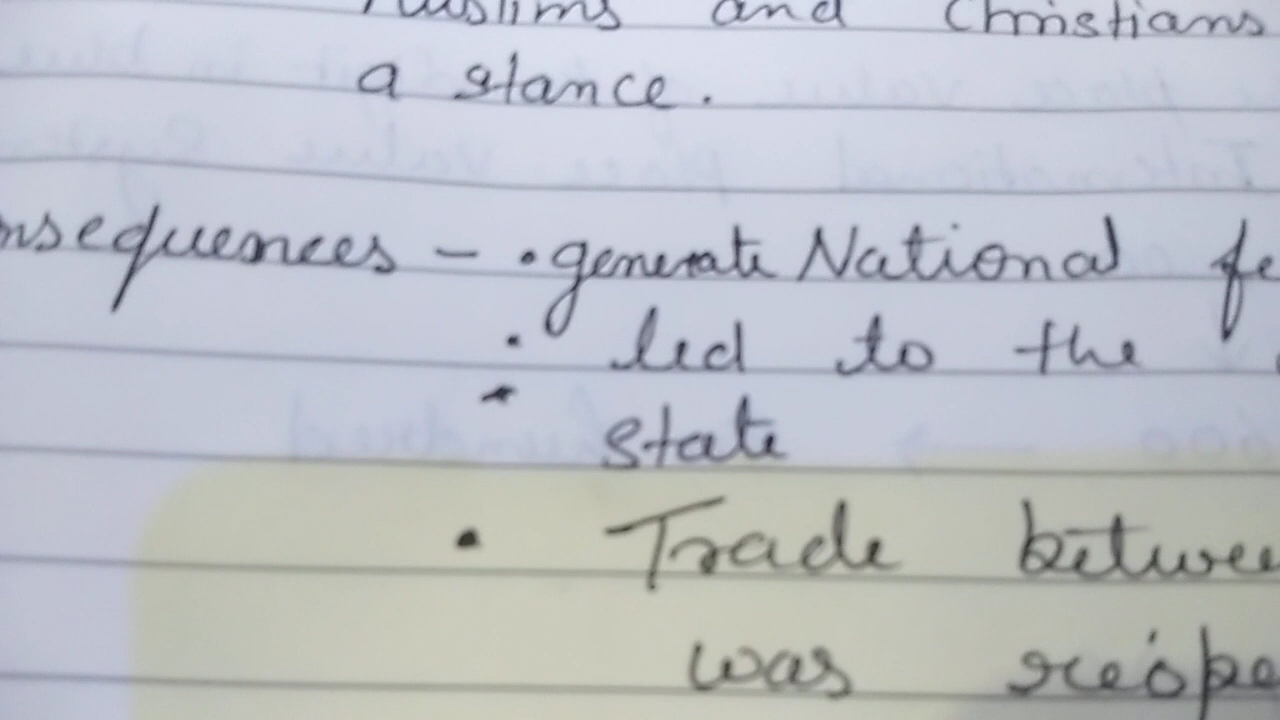 Muslims and Christians
a stance.
nsequences - • generate National fe
• led to the
state
• Trade betwee
was reope